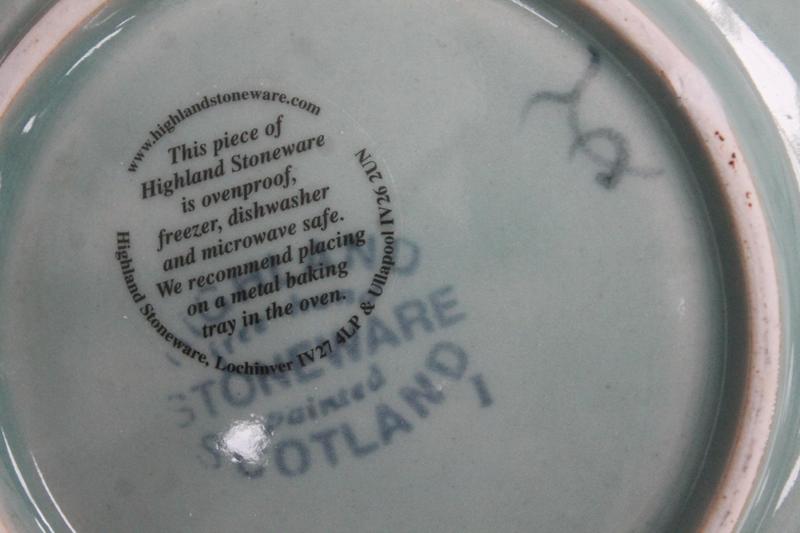 www.highlandstoneware.com
This piece of
Highland Stoneware
is ovenproof,
freezer, dishwasher
and microwave safe.
We recommend placing
on a metal baking
tray in the oven.
Highland Stoneware, Lochinver IV27 4LP & Ullapool IV26 2UN
STONEWARE
painted
SCOTLAND
I